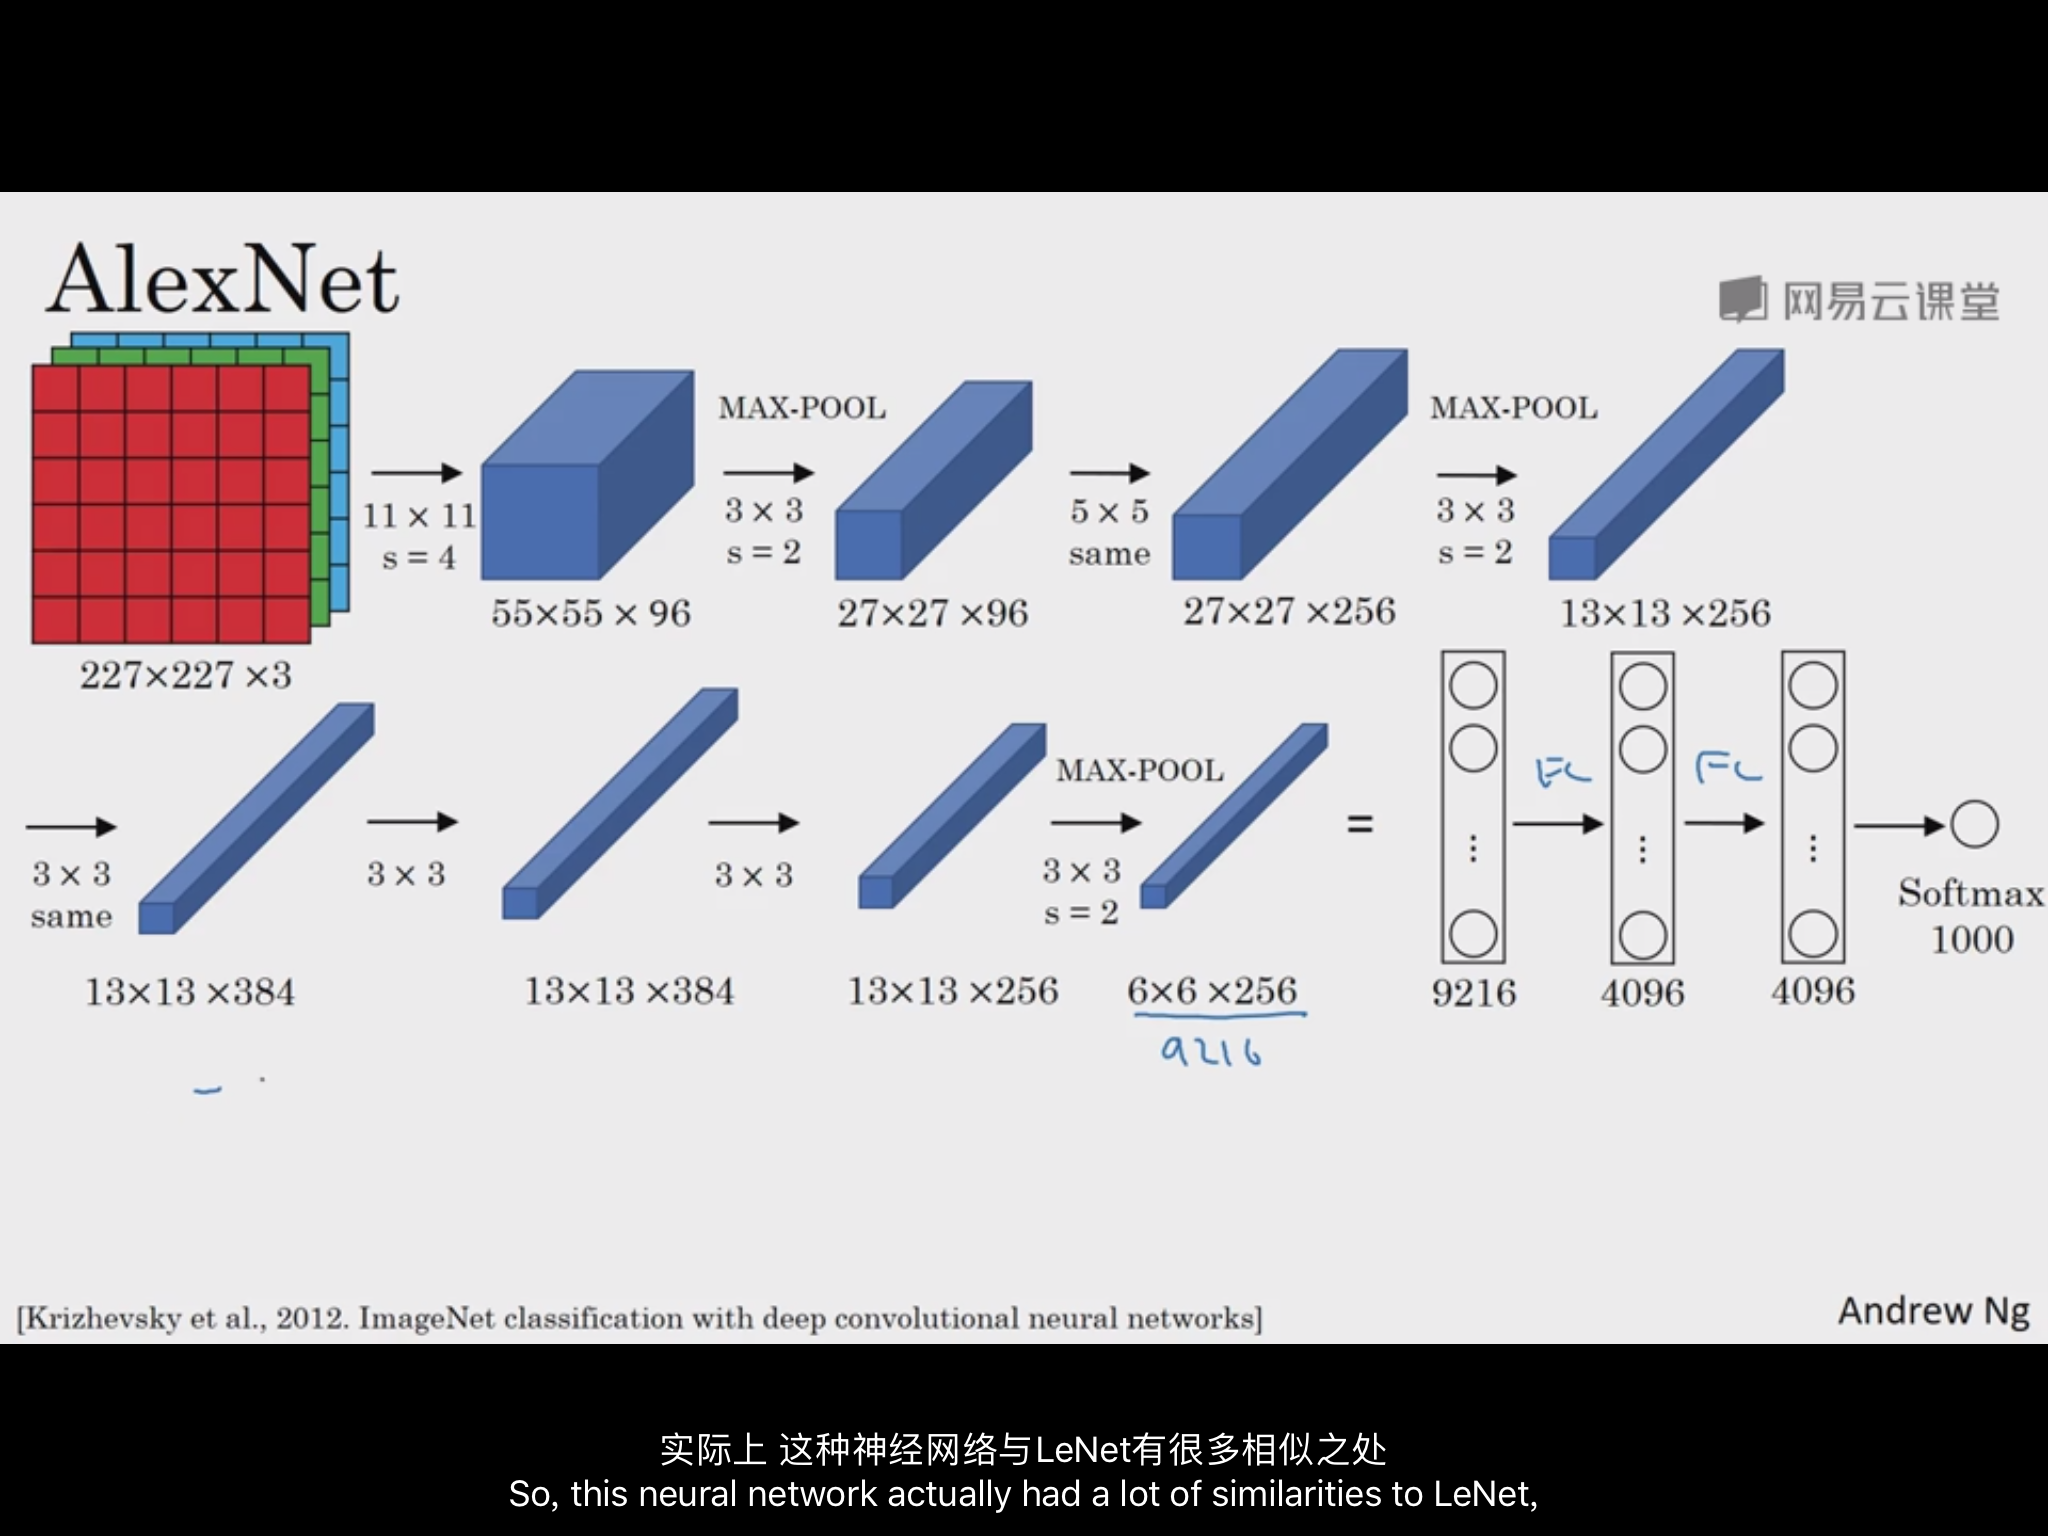 AlexNet
网易云课堂
MAX-POOL
MAX-POOL
11 × 11
s = 4
3 × 3
s = 2
5 × 5
same
3 × 3
s = 2
227×227 ×3
55×55 × 96
27×27 ×96
27×27 ×256
13×13 ×256
MAX-POOL
FC
FC
3 × 3
same
3 × 3
3 × 3
3 × 3
s = 2
=
Softmax
1000
13×13 ×384
13×13 ×384
13×13 ×256
6×6 ×256
9216
4096
4096
9216
[Krizhevsky et al., 2012. ImageNet classification with deep convolutional neural networks]
Andrew Ng
实际上 这种神经网络与LeNet有很多相似之处
So, this neural network actually had a lot of similarities to LeNet,